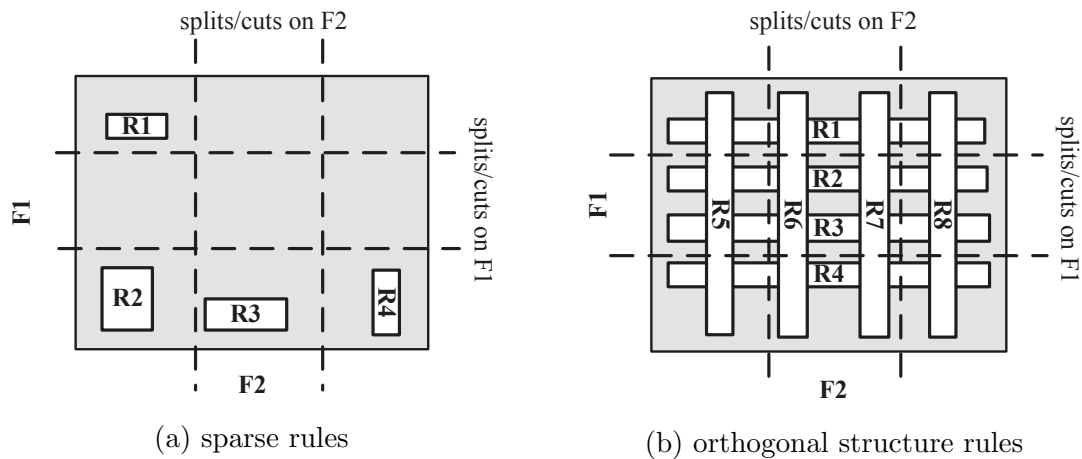 splits/cuts on F2
R1
splits/cuts on F1
F1
R2
R3
R4
F2
(a) sparse rules
splits/cuts on F2
R1
R2
R3
R4
R5
R6
R7
R8
splits/cuts on F1
F1
F2
(b) orthogonal structure rules